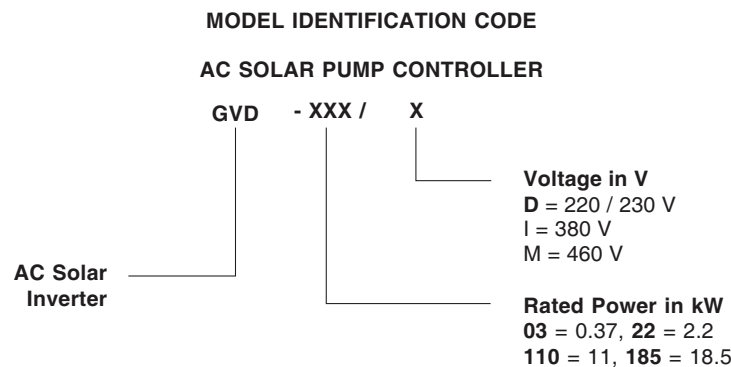 MODEL IDENTIFICATION CODE
AC SOLAR PUMP CONTROLLER
GVD - XXX / X
Voltage in V
D = 220 / 230 V
I = 380 V
M = 460 V
AC Solar
Inverter
Rated Power in kW
03 = 0.37, 22 = 2.2
110 = 11, 185 = 18.5